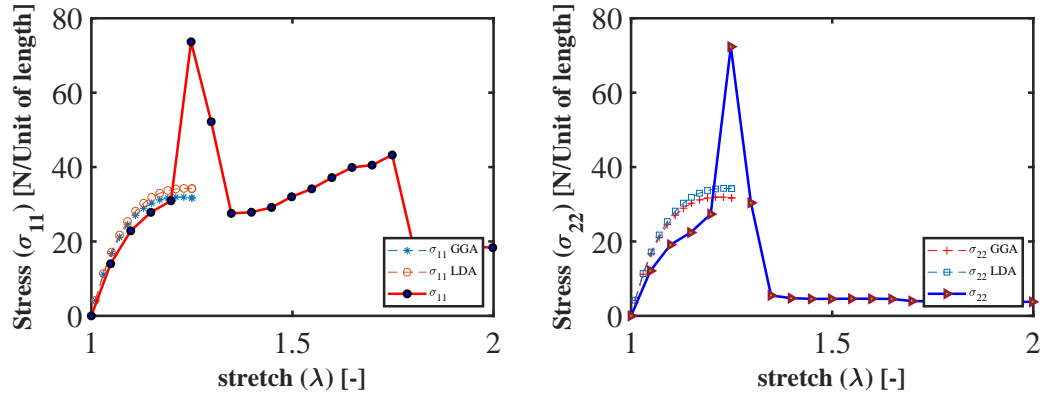 80
60
40
20
0
Stress (σ₁₁) [N/Unit of length]
σ₁₁ GGA
σ₁₁ LDA
σ₁₁
1
1.5
2
stretch (λ) [-]
80
60
40
20
0
Stress (σ₂₂) [N/Unit of length]
σ₂₂ GGA
σ₂₂ LDA
σ₂₂
1
1.5
2
stretch (λ) [-]